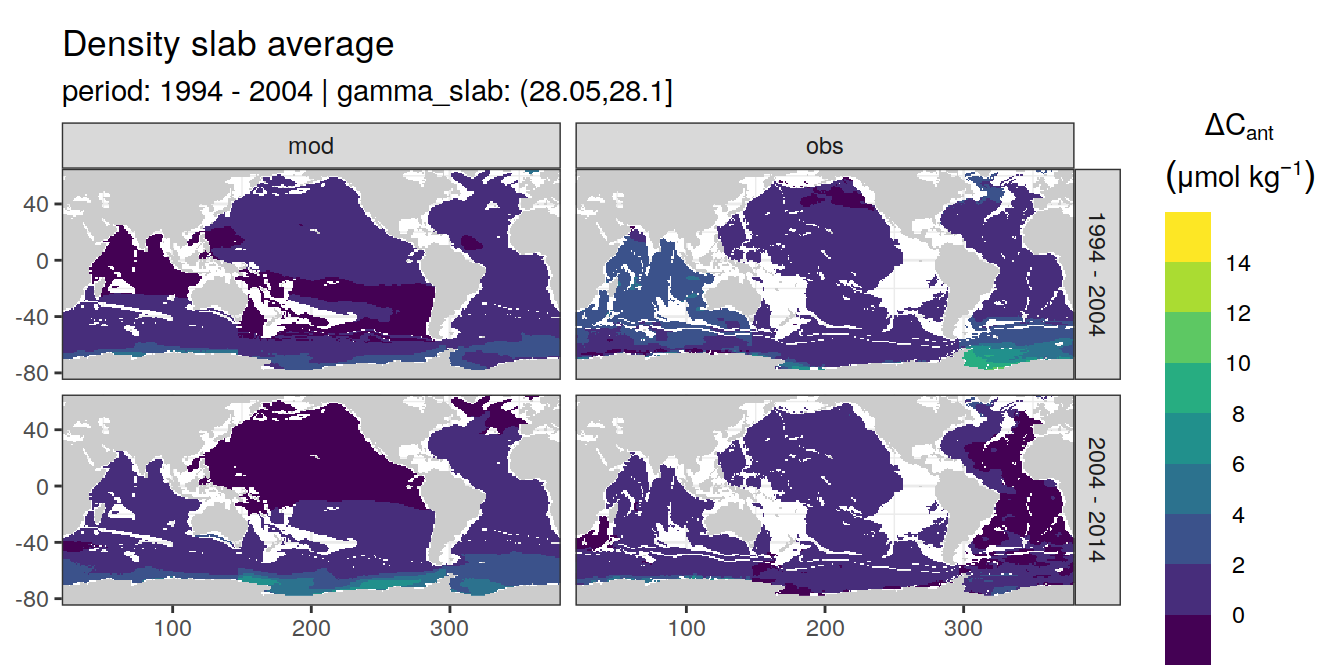 Density slab average
period: 1994 - 2004 | gamma_slab: (28.05,28.1]
mod
obs
ΔCant
(μmol kg−1)
40
0
-40
-80
1994 - 2004
40
0
-40
-80
2004 - 2014
100
200
300
100
200
300
14
12
10
8
6
4
2
0